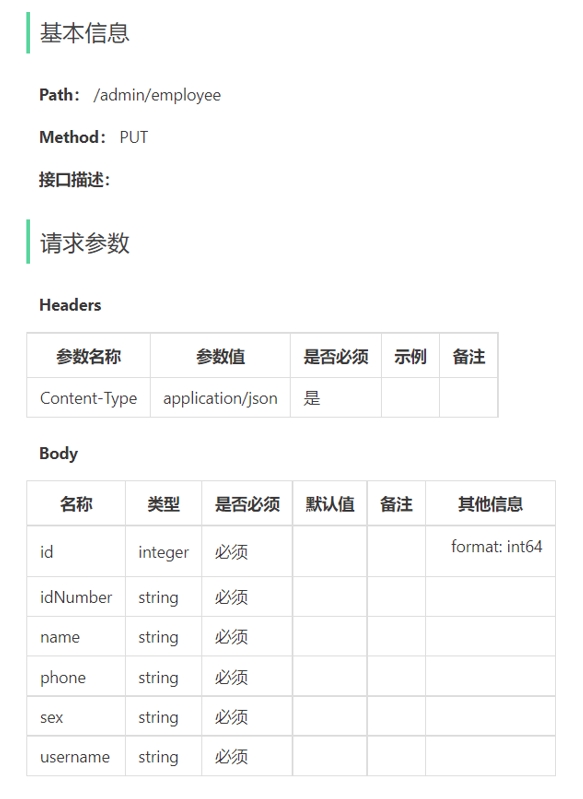 基本信息
Path： /admin/employee
Method： PUT
接口描述：
请求参数
Headers
参数名称 参数值 是否必须 示例 备注
Content-Type application/json 是
Body
名称 类型 是否必须 默认值 备注 其他信息
id integer 必须 format: int64
idNumber string 必须
name string 必须
phone string 必须
sex string 必须
username string 必须